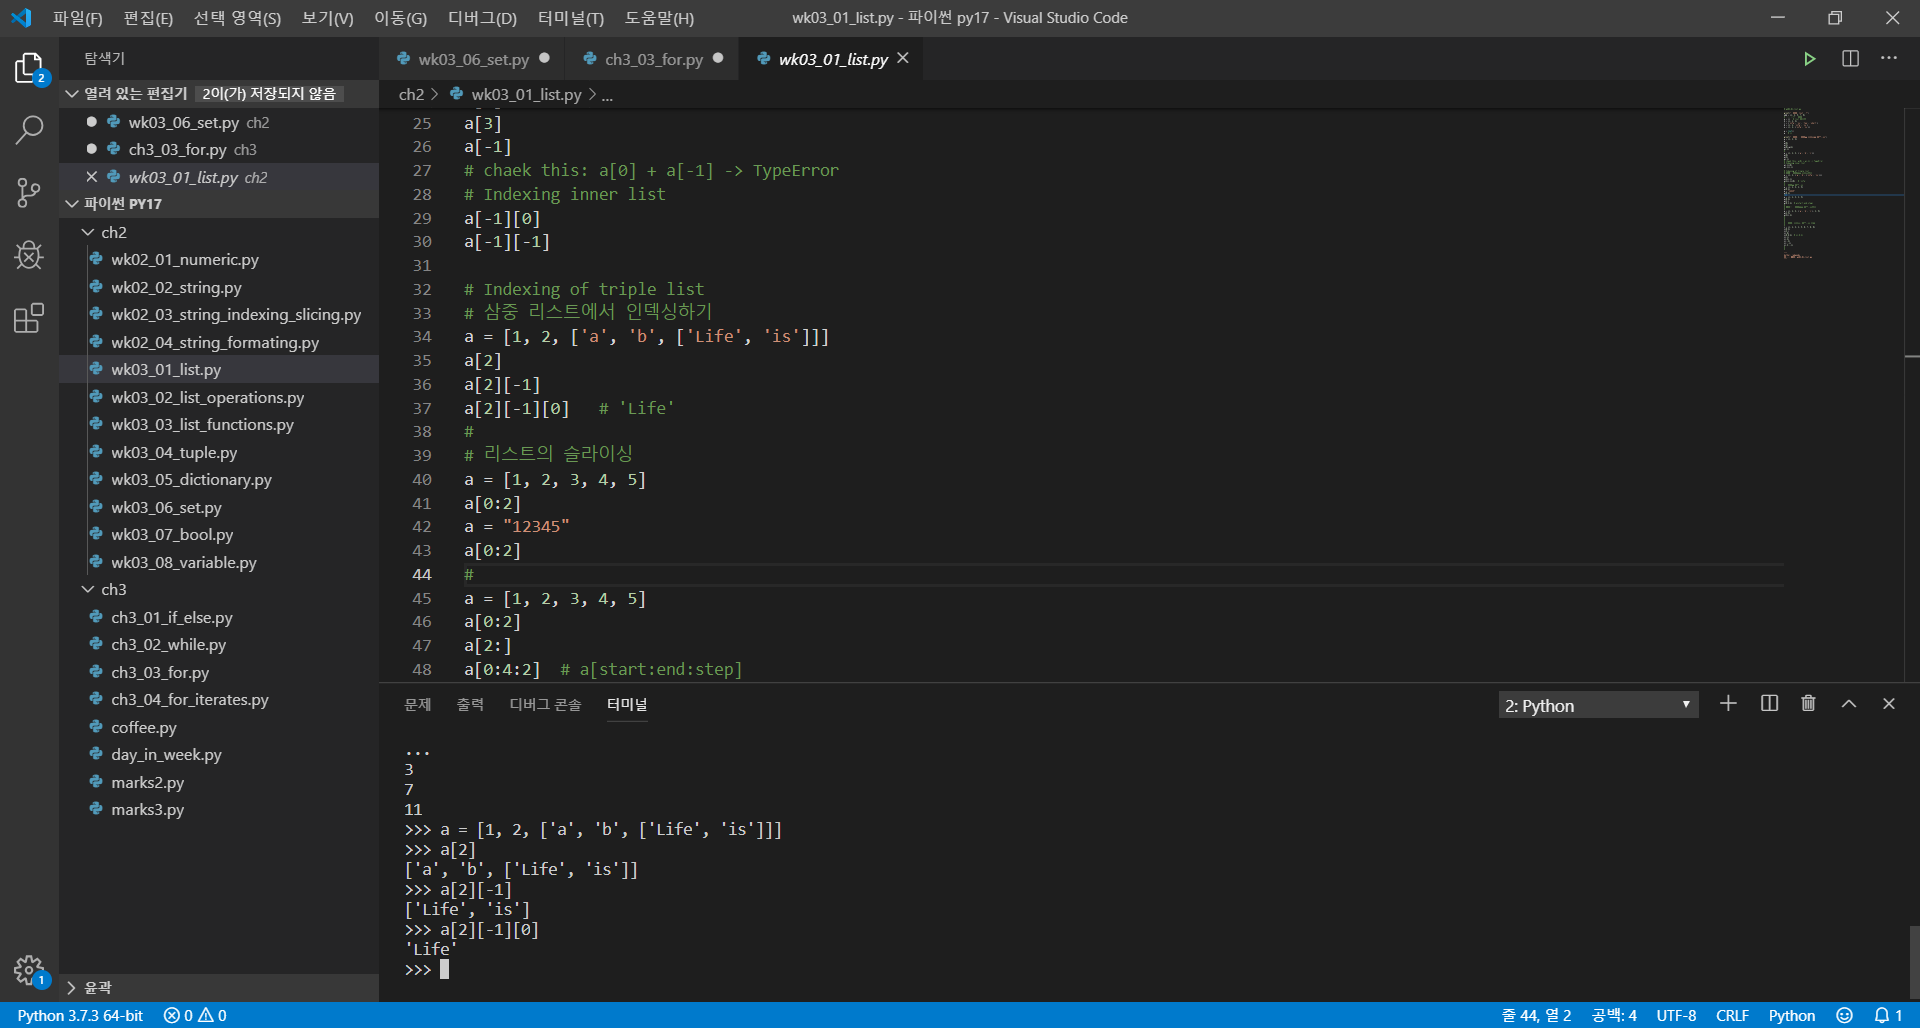 파일(F) 편집(E) 선택 영역(S) 보기(V) 이동(G) 디버그(D) 터미널(T) 도움말(H) wk03_01_list.py - 파이썬 py17 - Visual Studio Code
탐색기
열려 있는 편집기 2이(가) 저장되지 않음
wk03_06_set.py ch2
ch3_03_for.py ch3
wk03_01_list.py ch2
파이썬 PY17
ch2
wk02_01_numeric.py
wk02_02_string.py
wk02_03_string_indexing_slicing.py
wk02_04_string_formating.py
wk03_01_list.py
wk03_02_list_operations.py
wk03_03_list_functions.py
wk03_04_tuple.py
wk03_05_dictionary.py
wk03_06_set.py
wk03_07_bool.py
wk03_08_variable.py
ch3
ch3_01_if_else.py
ch3_02_while.py
ch3_03_for.py
ch3_04_for_iterates.py
coffee.py
day_in_week.py
marks2.py
marks3.py
윤곽
2
1
wk03_06_set.py ch3_03_for.py wk03_01_list.py
ch2 > wk03_01_list.py > ...
25 a[3]
26 a[-1]
27 # chaek this: a[0] + a[-1] -> TypeError
28 # Indexing inner list
29 a[-1][0]
30 a[-1][-1]
31
32 # Indexing of triple list
33 # 삼중 리스트에서 인덱싱하기
34 a = [1, 2, ['a', 'b', ['Life', 'is']]]
35 a[2]
36 a[2][-1]
37 a[2][-1][0] # 'Life'
38 #
39 # 리스트의 슬라이싱
40 a = [1, 2, 3, 4, 5]
41 a[0:2]
42 a = "12345"
43 a[0:2]
44 #
45 a = [1, 2, 3, 4, 5]
46 a[0:2]
47 a[2:]
48 a[0:4:2] # a[start:end:step]
문제 출력 디버그 콘솔 터미널 2: Python
...
3
7
11
>>> a = [1, 2, ['a', 'b', ['Life', 'is']]]
>>> a[2]
['a', 'b', ['Life', 'is']]
>>> a[2][-1]
['Life', 'is']
>>> a[2][-1][0]
'Life'
>>>
Python 3.7.3 64-bit 0 0 줄 44, 열 2 공백: 4 UTF-8 CRLF Python 1